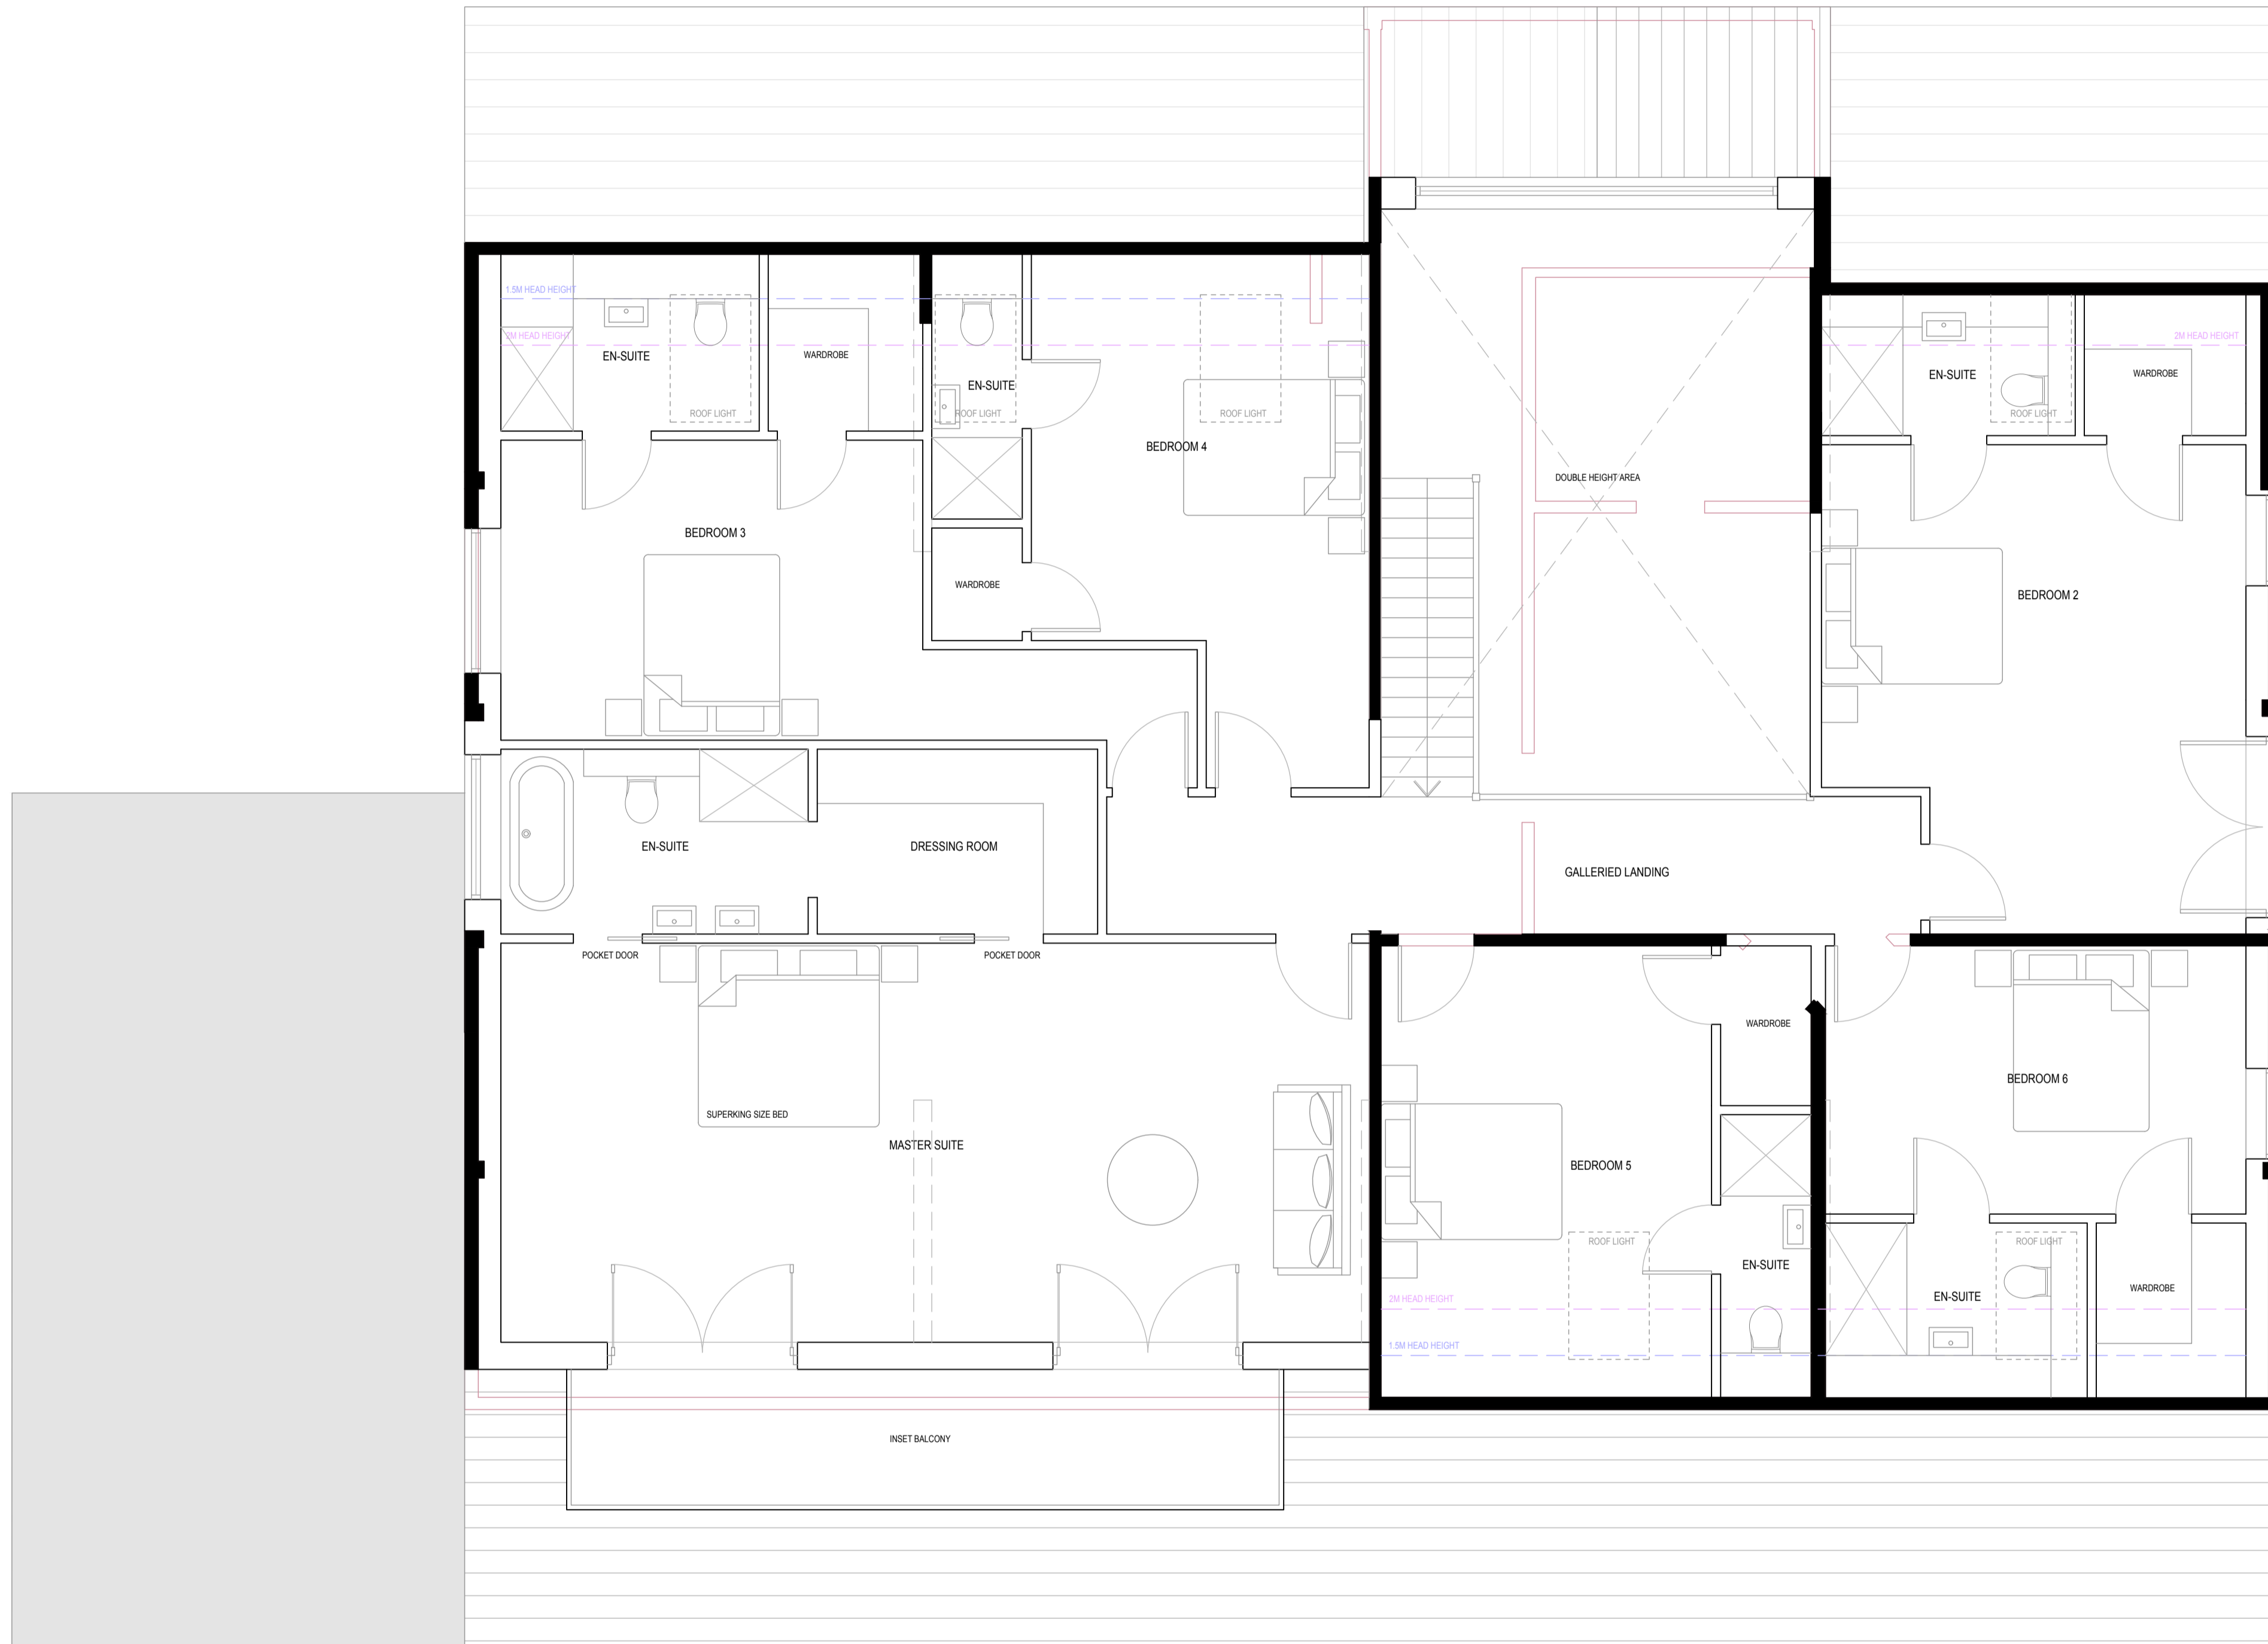 1.5M HEAD HEIGHT
2M HEAD HEIGHT
EN-SUITE
ROOF LIGHT
WARDROBE
EN-SUITE
ROOF LIGHT
ROOF LIGHT
BEDROOM 4
BEDROOM 3
WARDROBE
DOUBLE HEIGHT AREA
2M HEAD HEIGHT
EN-SUITE
ROOF LIGHT
WARDROBE
BEDROOM 2
EN-SUITE
DRESSING ROOM
GALLERIED LANDING
POCKET DOOR
POCKET DOOR
SUPERKING SIZE BED
MASTER SUITE
WARDROBE
BEDROOM 5
BEDROOM 6
ROOF LIGHT
EN-SUITE
2M HEAD HEIGHT
1.5M HEAD HEIGHT
ROOF LIGHT
EN-SUITE
WARDROBE
INSET BALCONY